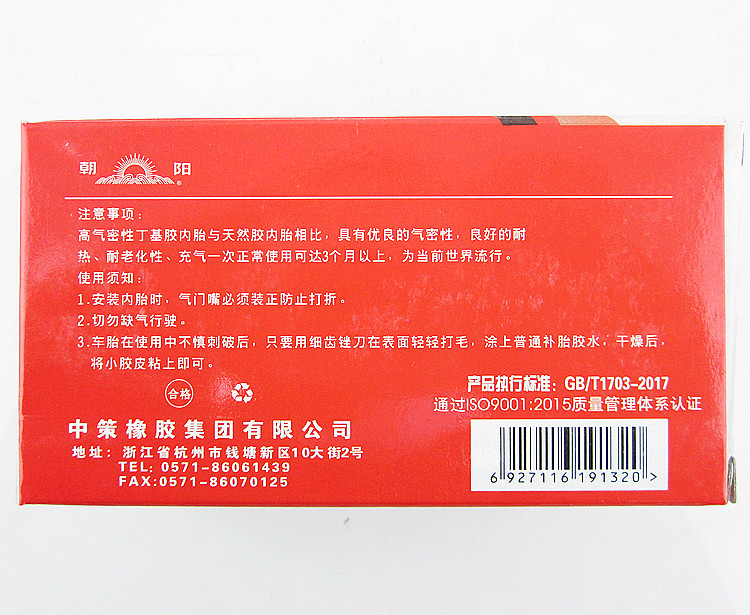 朝 阳
®
注意事项：
高气密性丁基胶内胎与天然胶内胎相比，具有优良的气密性，良好的耐
热、耐老化性、充气一次正常使用可达3个月以上，为当前世界流行。
使用须知：
1.安装内胎时，气门嘴必须装正防止打折。
2.切勿缺气行驶。
3.车胎在使用中不慎刺破后，只要用细齿锉刀在表面轻轻打毛，涂上普通补胎胶水，干燥后，
将小胶皮粘上即可。
合格
产品执行标准：GB/T1703-2017
通过ISO9001:2015质量管理体系认证
中策橡胶集团有限公司
地址：浙江省杭州市钱塘新区10大街2号
TEL: 0571-86061439
FAX:0571-86070125
6 927116 191320 >